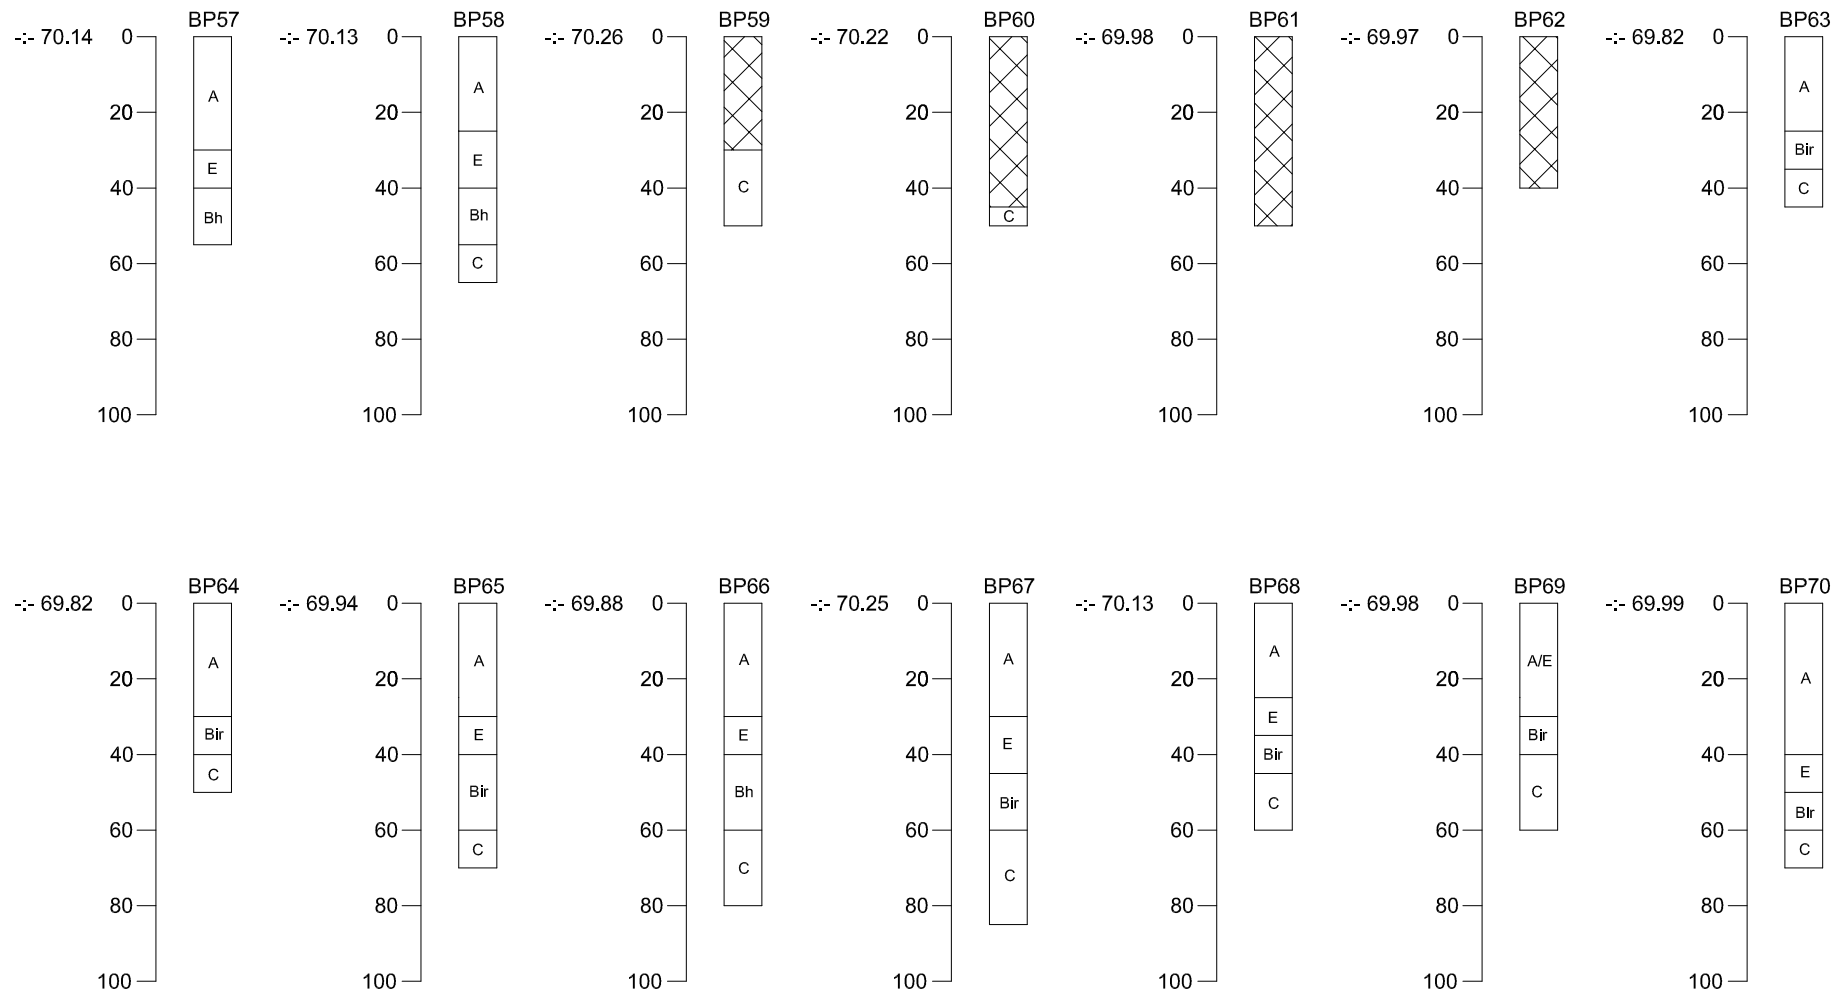 BP57 BP58 BP59 BP60 BP61 BP62 BP63
-:- 70.14 0 -:- 70.13 0 -:- 70.26 0 -:- 70.22 0 -:- 69.98 0 -:- 69.97 0 -:- 69.82 0
A A A
20 20 20 20 20 20 20
E E Bir
40 40 C 40 40 40 40 40 C
Bh Bh C
60 C 60 60 60 60 60 60
80 80 80 80 80 80 80
100 100 100 100 100 100 100
BP64 BP65 BP66 BP67 BP68 BP69 BP70
-:- 69.82 0 -:- 69.94 0 -:- 69.88 0 -:- 70.25 0 -:- 70.13 0 -:- 69.98 0 -:- 69.99 0
A A A A A A/E A
20 20 20 20 20 20 20
Bir E E E E Bir
40 40 40 40 40 Bir 40 40 E
C Bir Bh Bir C C BIr
60 60 60 60 60 60 60
C C C C
80 80 80 80 80 80 80
100 100 100 100 100 100 100